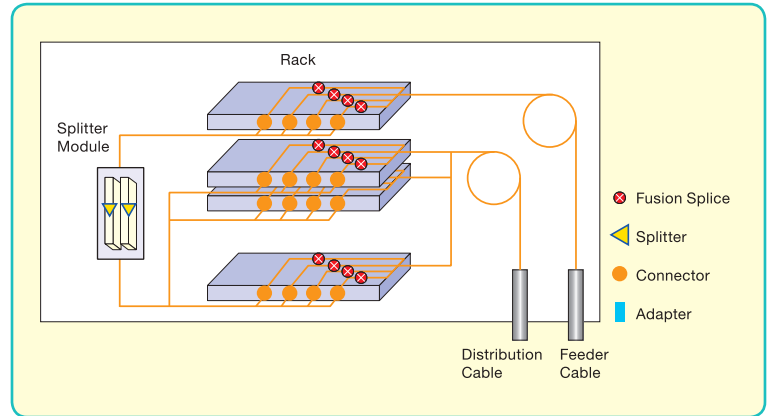 Rack
Splitter
Module
Fusion Splice
Splitter
Connector
Adapter
Distribution
Cable
Feeder
Cable